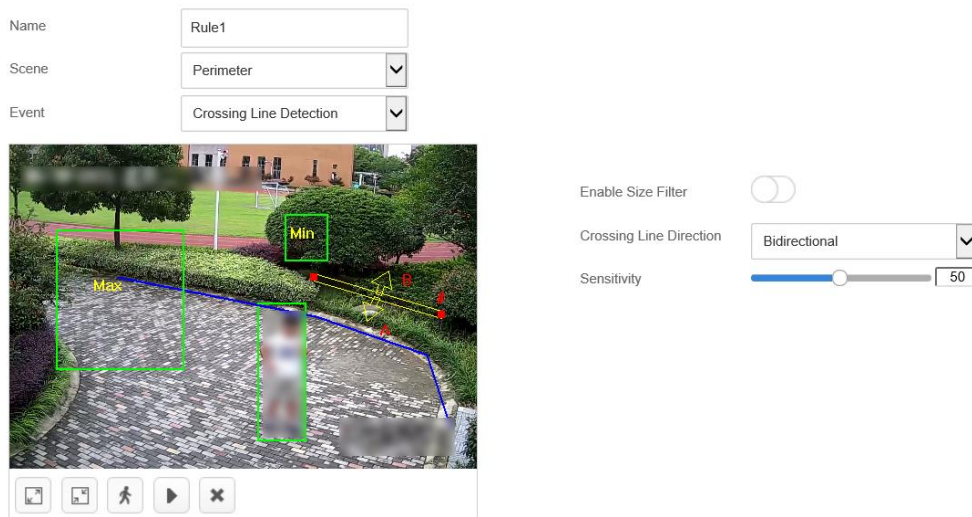 Name Rule1
Scene Perimeter
Event Crossing Line Detection
Min
Max
B
A
Enable Size Filter
Crossing Line Direction Bidirectional
Sensitivity 50